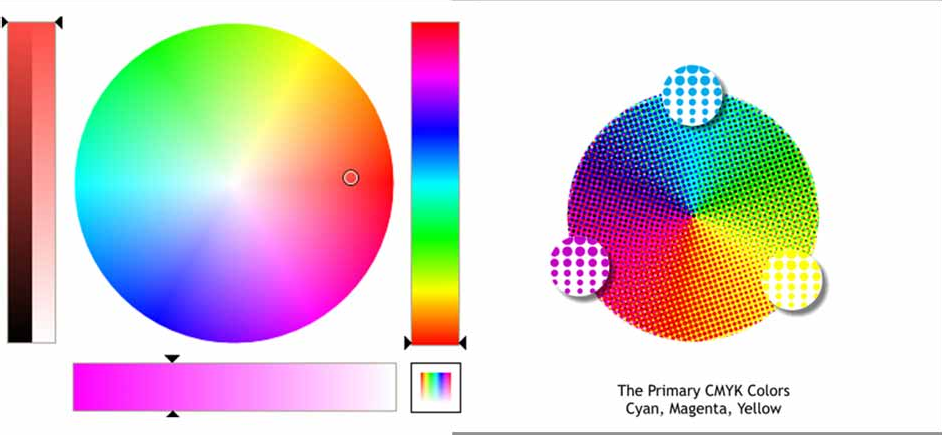 The Primary CMYK Colors
Cyan, Magenta, Yellow